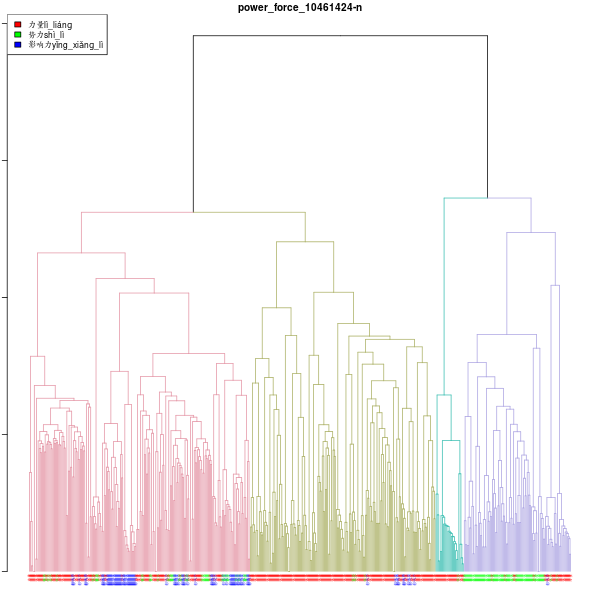 power_force_10461424-n
力量lì_liàng
势力shì_lì
影响力yǐng_xiǎng_lì